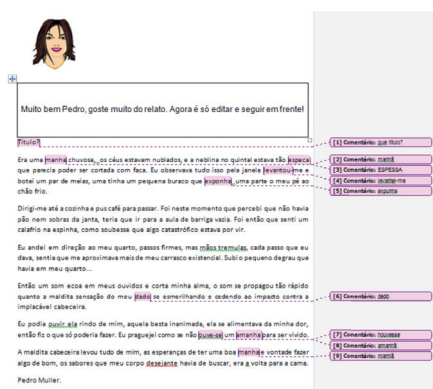 Muito bem Pedro, goste muito do relato. Agora é só editar e seguir em frente!
Título?
[1] Comentário: que título?
Era uma manha chuvosa, os céus estavam nublados, e a neblina no quintal estava tão especa
[2] Comentário: manhã
que parecia poder ser cortada com faca. Eu observava tudo isso pela janela levantou-me e
[3] Comentário: ESPESSA
botei um par de meias, uma tinha um pequena buraco que exponha, uma parte o meu pé ao
[4] Comentário: levantei-me
chão frio.
[5] Comentário: expunha
Dirigi-me até a cozinha e pus café para passar. Foi neste momento que percebi que não havia
pão nem sobras da janta, teria que ir para a aula de barriga vazia. Foi então que senti um
calafrio na espinha, como soubesse que algo catastrófico estava por vir.
Eu andei em direção ao meu quarto, passos firmes, mas mãos tremulas, cada passo que eu
dava, sentia que me aproximava mais de meu carrasco existencial. Subi o pequeno degrau que
havia em meu quarto...
Então um som ecoa em meus ouvidos e corta minha alma, o som se propagou tão rápido
quanto a maldita sensação do meu dado se esmerilhando e cedendo ao impacto contra a
[6] Comentário: dedo
implacável cabeceira.
Eu podia ouvir ela rindo de mim, aquela besta inanimada, ela se alimentava da minha dor,
então fiz o que só poderia fazer. Eu praguejei como se não ouve-se um amanha para ser vivido.
[7] Comentário: houvesse
[8] Comentário: amanhã
A maldita cabeceira levou tudo de mim, as esperanças de ter uma boa manha e vontade fazer
[9] Comentário: manhã
algo de bom, os sabores que meu corpo desejante havia de buscar, era a volta para a cama.
Pedro Muller.